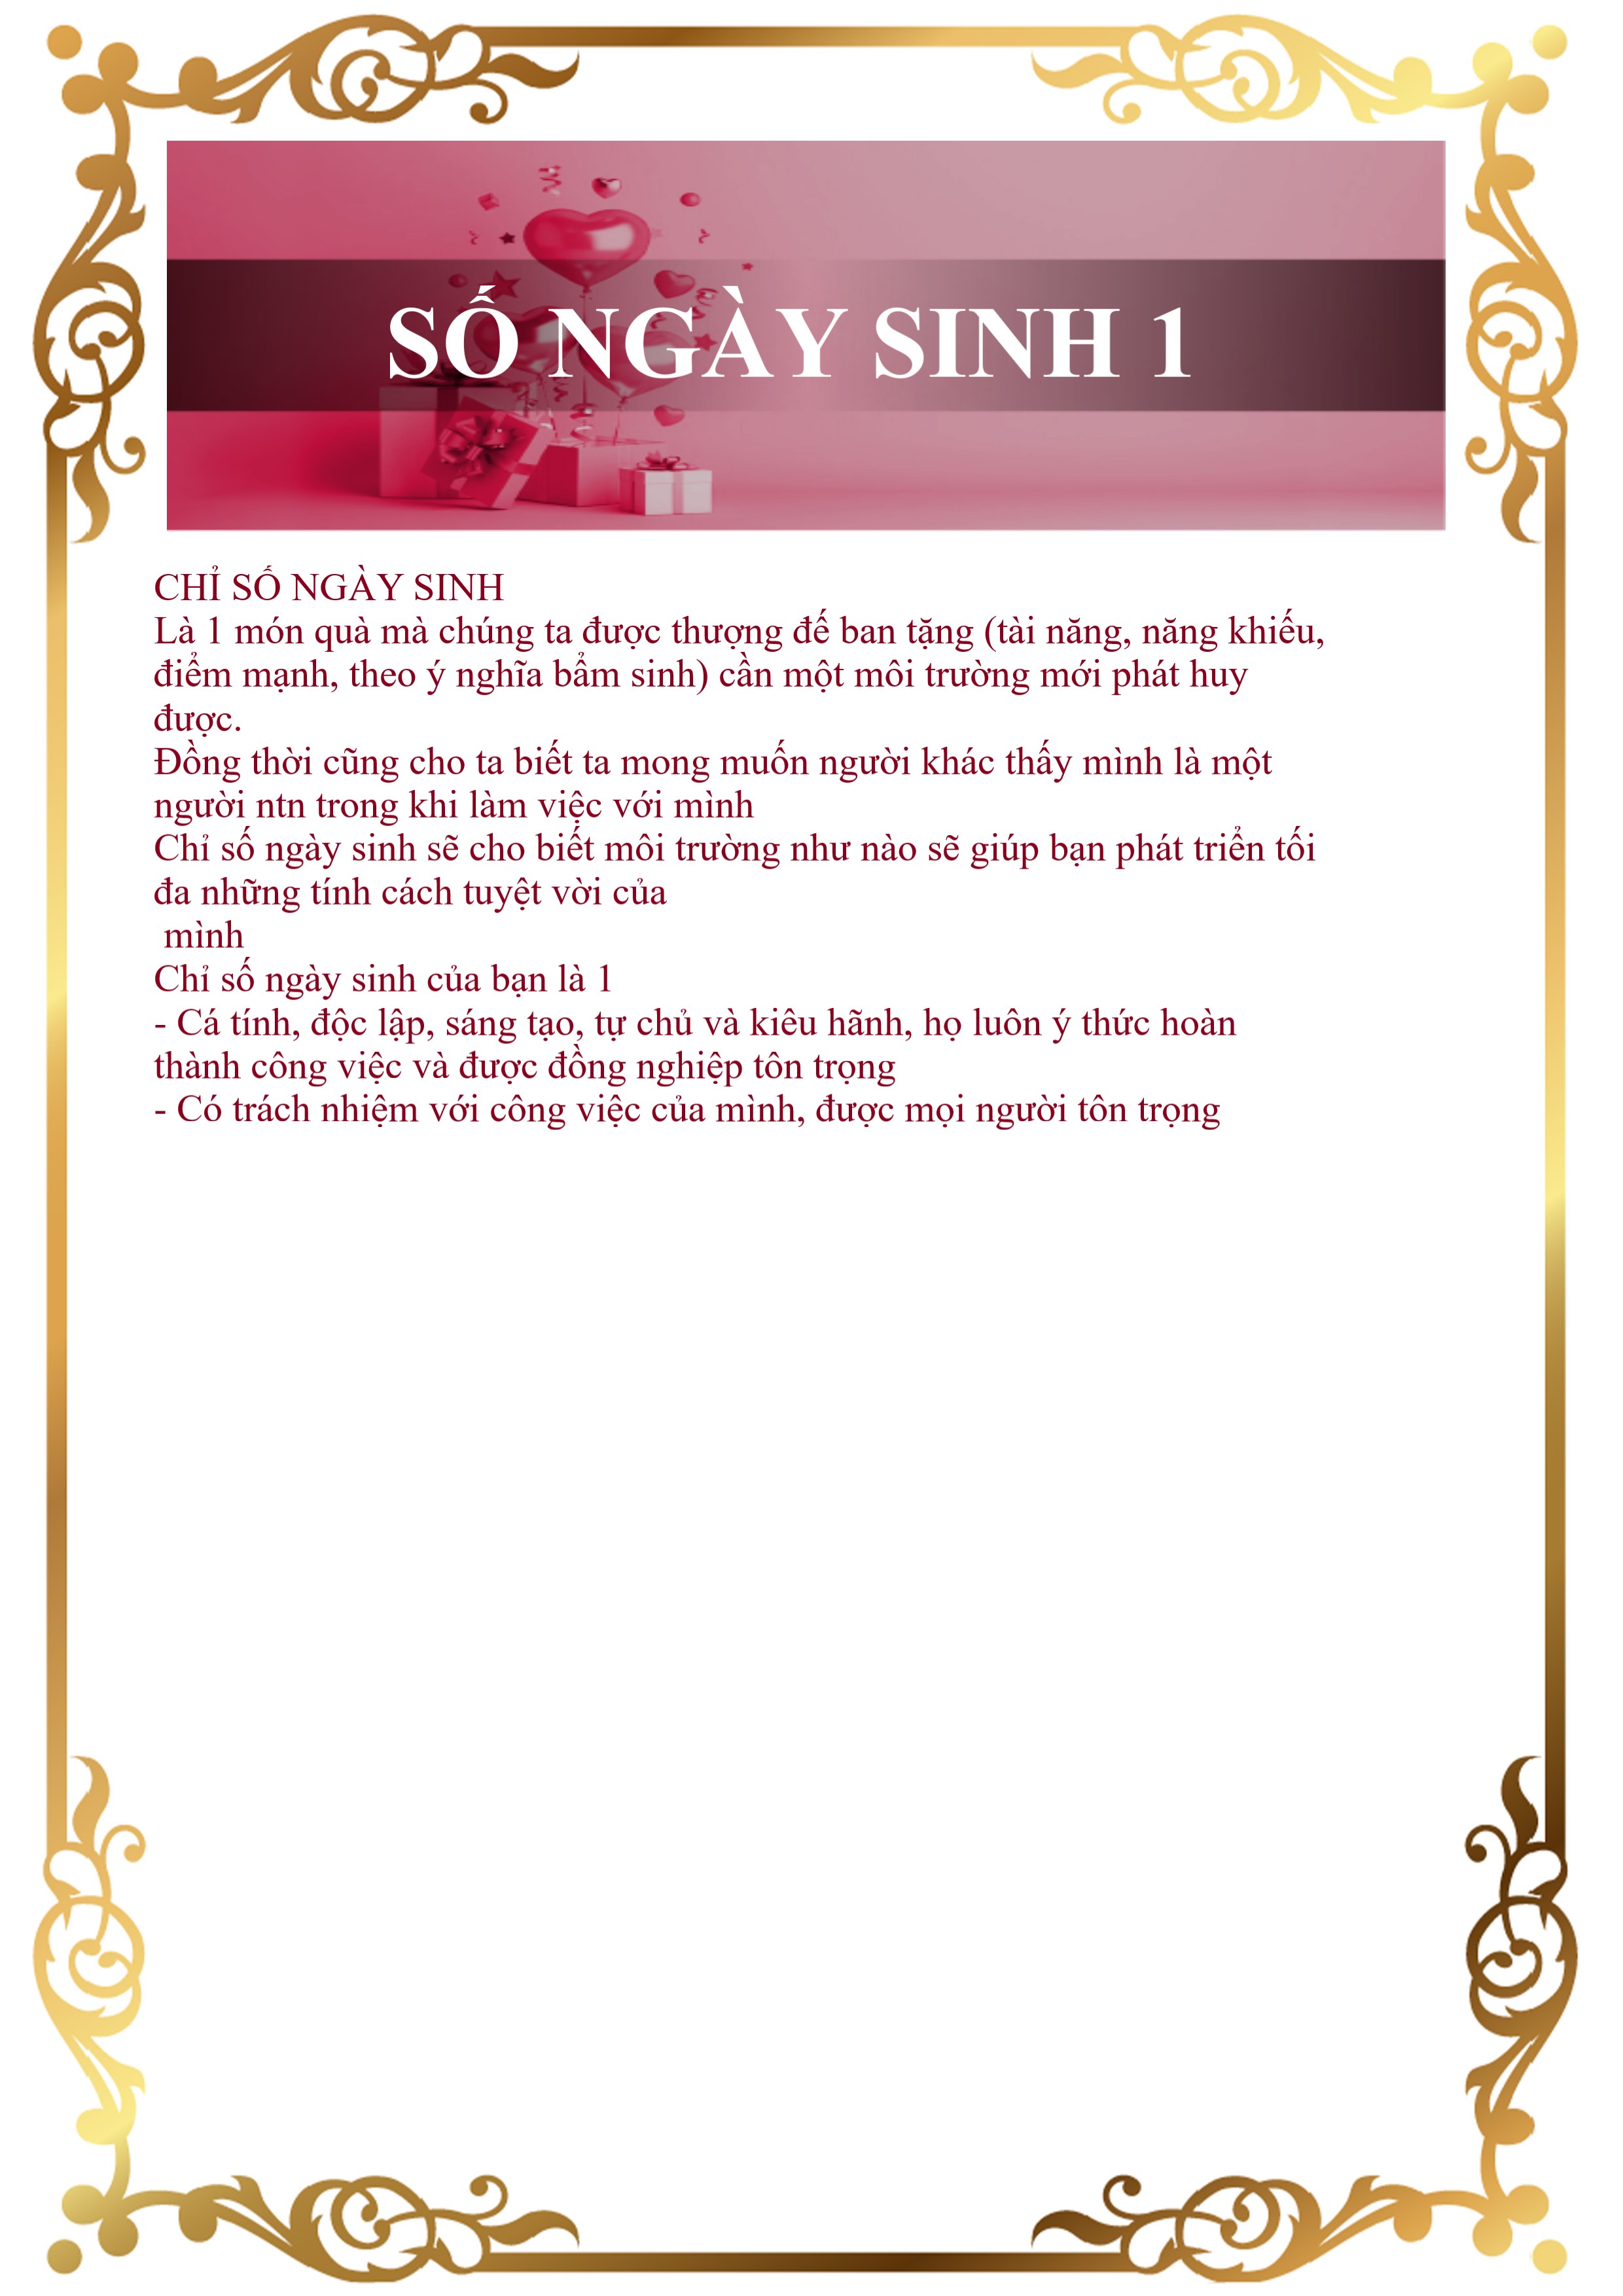 SỐ NGÀY SINH 1
CHỈ SỐ NGÀY SINH
Là 1 món quà mà chúng ta được thượng đế ban tặng (tài năng, năng khiếu,
điểm mạnh, theo ý nghĩa bẩm sinh) cần một môi trường mới phát huy
được.
Đồng thời cũng cho ta biết ta mong muốn người khác thấy mình là một
người ntn trong khi làm việc với mình
Chỉ số ngày sinh sẽ cho biết môi trường như nào sẽ giúp bạn phát triển tối
đa những tính cách tuyệt vời của
mình
Chỉ số ngày sinh của bạn là 1
- Cá tính, độc lập, sáng tạo, tự chủ và kiêu hãnh, họ luôn ý thức hoàn
thành công việc và được đồng nghiệp tôn trọng
- Có trách nhiệm với công việc của mình, được mọi người tôn trọng